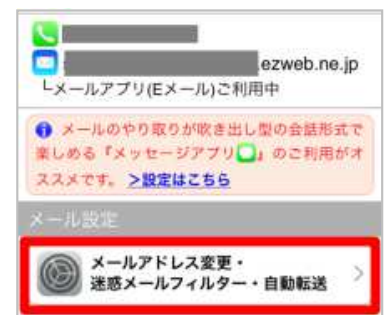 .ezweb.ne.jp
└メールアプリ(Eメール)ご利用中
メールのやり取りが吹き出し型の会話形式で
楽しめる『メッセージアプリ』のご利用がオ
ススメです。 >設定はこちら
メール設定
メールアドレス変更・
迷惑メールフィルター・自動転送